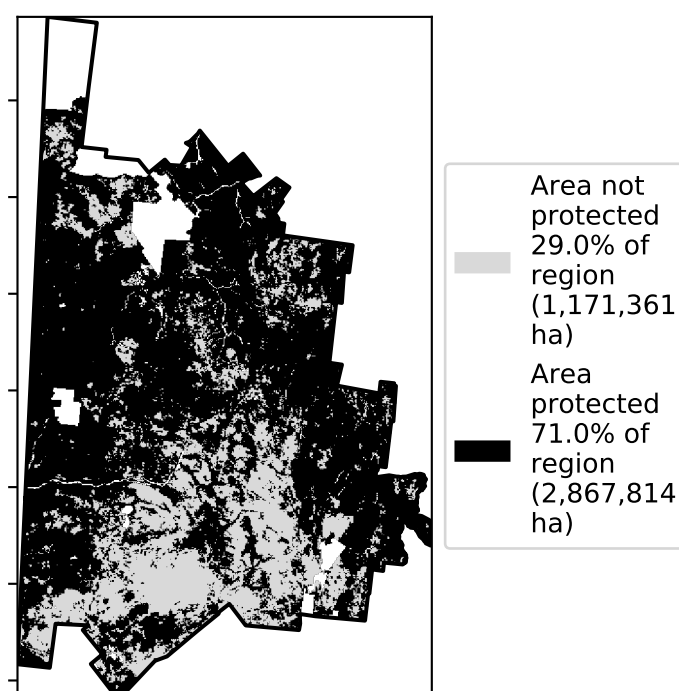 Area not
protected
29.0% of
region
(1,171,361
ha)
Area
protected
71.0% of
region
(2,867,814
ha)